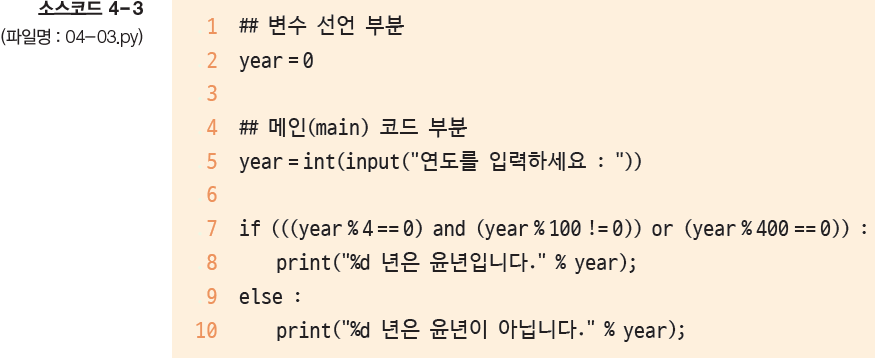 소스코드 4-3
(파일명 : 04-03.py)
1 ## 변수 선언 부분
2 year = 0
3
4 ## 메인(main) 코드 부분
5 year = int(input("연도를 입력하세요 : "))
6
7 if (((year % 4 == 0) and (year % 100 != 0)) or (year % 400 == 0)) :
8 print("%d 년은 윤년입니다." % year);
9 else :
10 print("%d 년은 윤년이 아닙니다." % year);